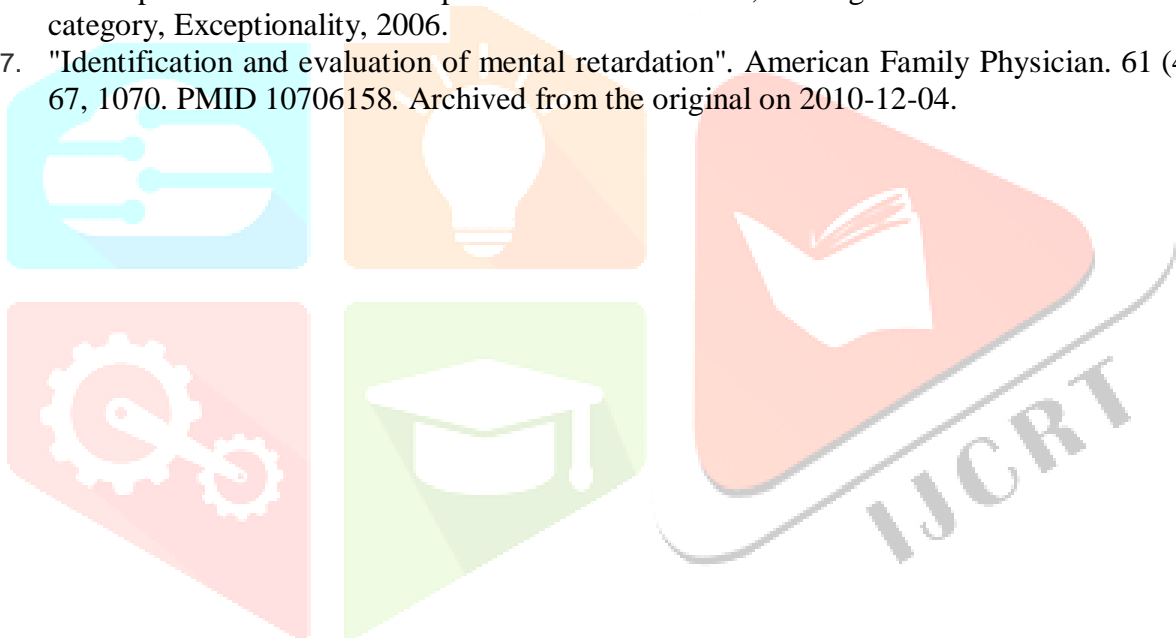 category, Exceptionality, 2006.
7. "Identification and evaluation of mental retardation". American Family Physician. 61 (4
67, 1070. PMID 10706158. Archived from the original on 2010-12-04.
IJCRT